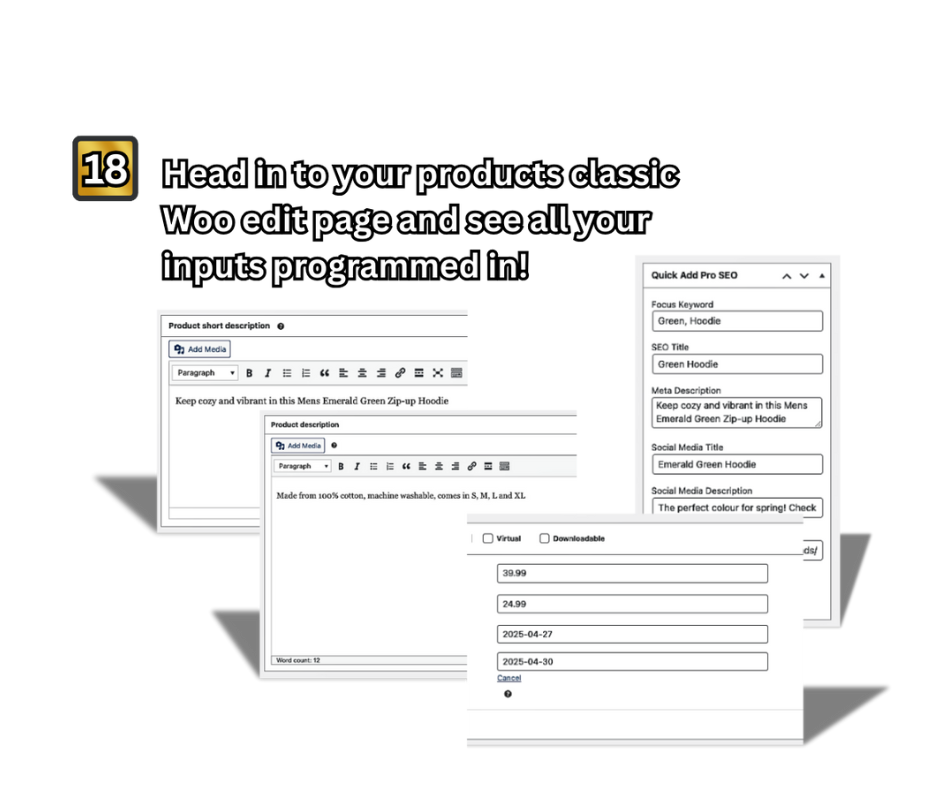 18
Head in to your products classic
Woo edit page and see all your
inputs programmed in!
Product short description
Add Media
Paragraph
Keep cozy and vibrant in this Mens Emerald Green Zip-up Hoodie
Product description
Add Media
Paragraph
Made from 100% cotton, machine washable, comes in S, M, L and XL
Word count: 12
Quick Add Pro SEO
Focus Keyword
Green, Hoodie
SEO Title
Green Hoodie
Meta Description
Keep cozy and vibrant in this Mens
Emerald Green Zip-up Hoodie
Social Media Title
Emerald Green Hoodie
Social Media Description
The perfect colour for spring! Check
ds/
Virtual Downloadable
39.99
24.99
2025-04-27
2025-04-30
Cancel